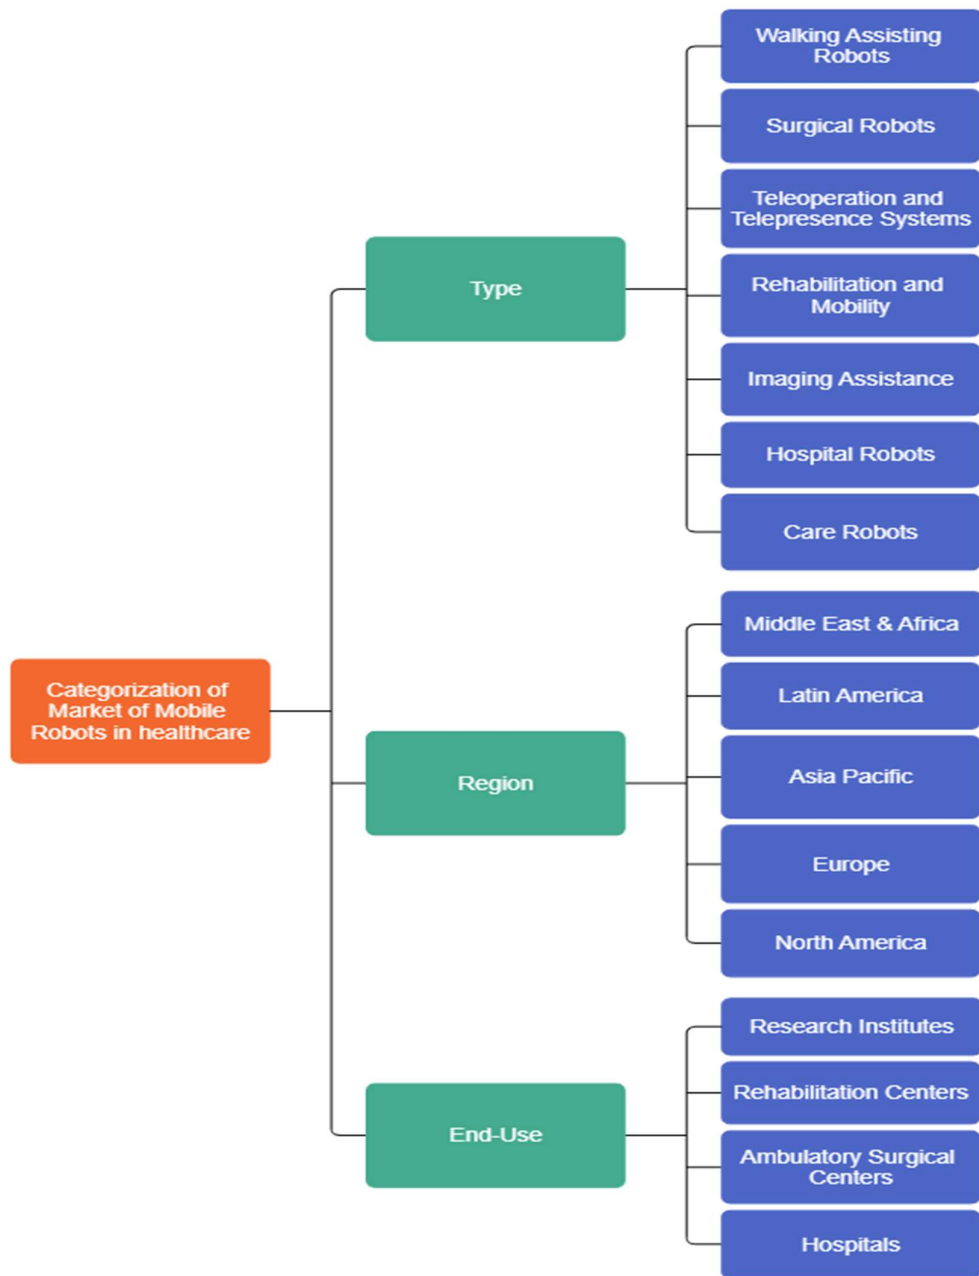 Walking Assisting
Robots
Surgical Robots
Teleoperation and
Telepresence Systems
Type
Rehabilitation and
Mobility
Imaging Assistance
Hospital Robots
Care Robots
Categorization of
Market of Mobile
Robots in healthcare
Middle East & Africa
Latin America
Region
Asia Pacific
Europe
North America
Research Institutes
Rehabilitation Centers
End-Use
Ambulatory Surgical
Centers
Hospitals